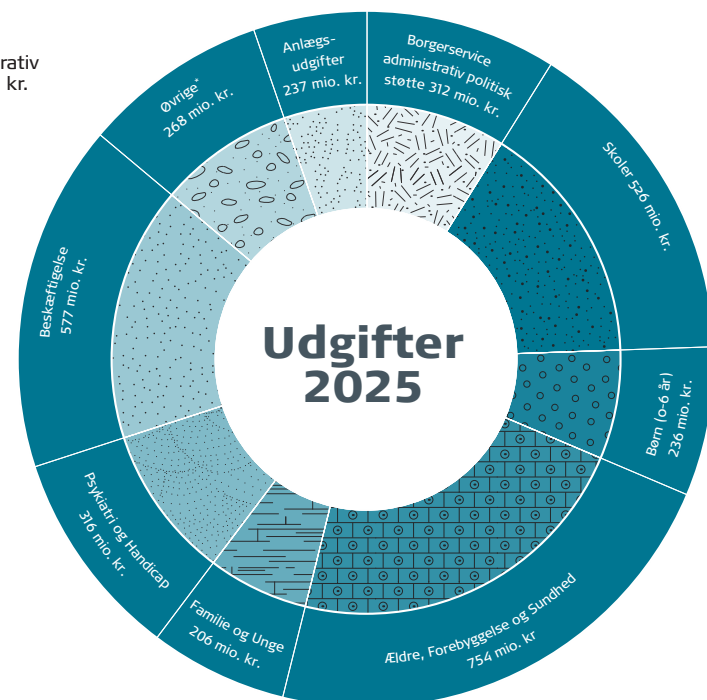 rativ
kr.
Anlægs-
udgifter
237 mio. kr.
Borgerservice
administrativ politisk
støtte 312 mio. kr.
Skoler 526 mio. kr.
Børn (0-6 år)
236 mio. kr.
Ældre, Forebyggelse og Sundhed
754 mio. kr
Familie og Unge
206 mio. kr.
Psykiatri og Handicap
316 mio. kr.
Beskæftigelse
577 mio. kr.
Øvrige*
268 mio. kr.
Udgifter
2025